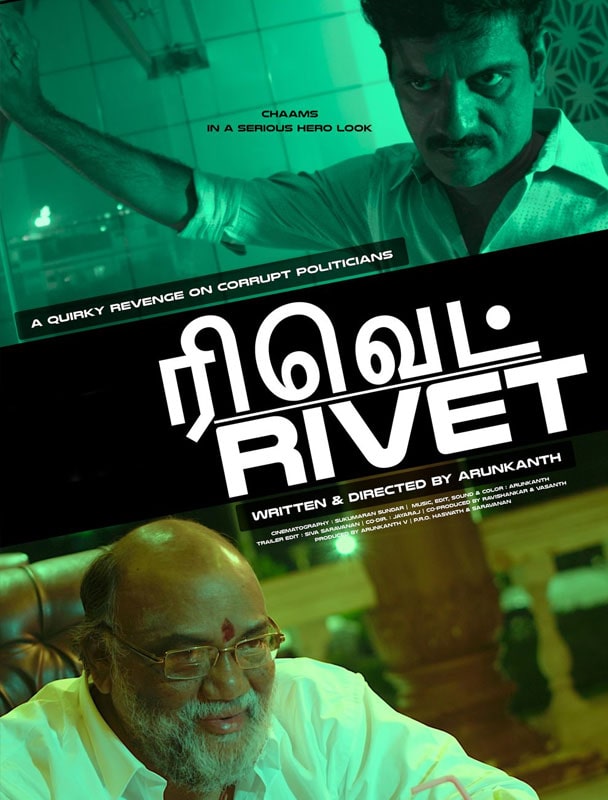 CHAAMS
IN A SERIOUS HERO LOOK
A QUIRKY REVENGE ON CORRUPT POLITICIANS
ரிவெட்
RIVET
WRITTEN & DIRECTED BY ARUNKANTH
CINEMATOGRAPHY : SUKUMARAN SUNDAR | MUSIC, EDIT, SOUND & COLOR : ARUNKANTH
TRAILER EDIT : SIVA SARAVANAN | CO-DIR. : JAYARAJ | CO-PRODUCED BY RAVISHANKAR & VASANTH
PRODUCED BY ARUNKANTH V | P.R.O. HASWATH & SARAVANAN